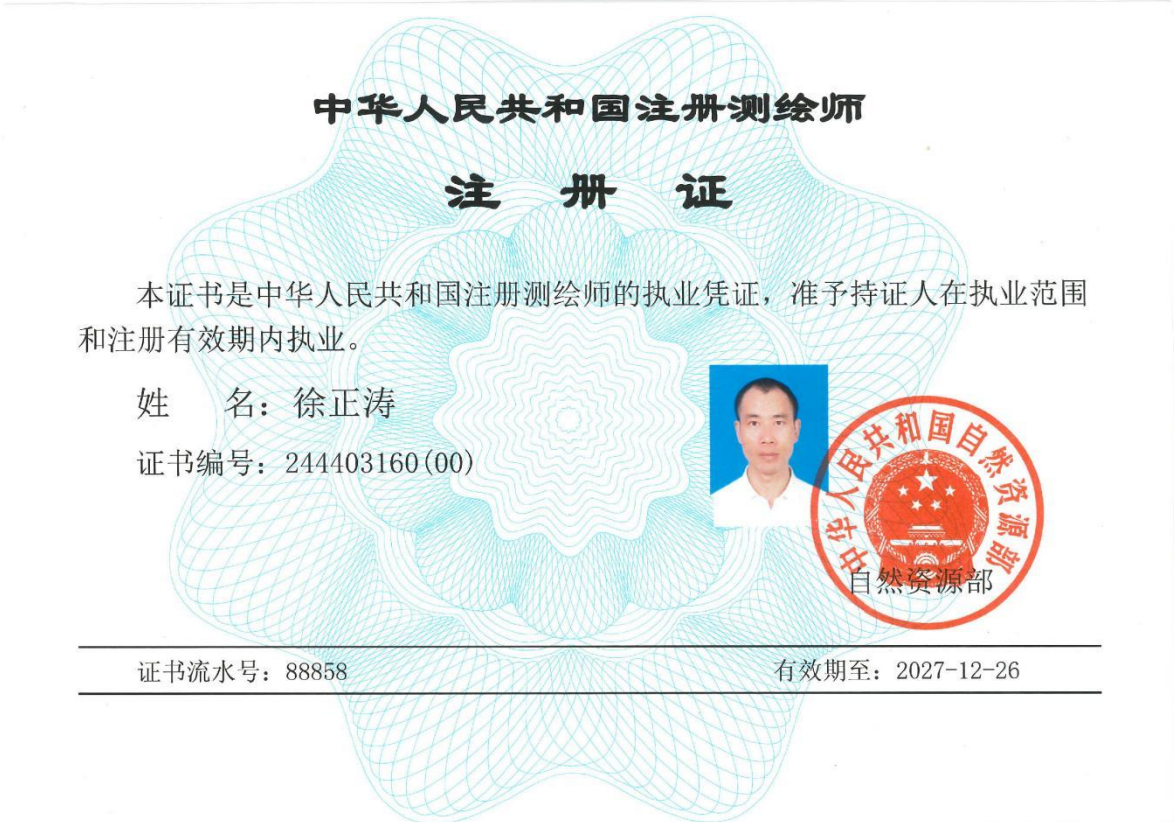 中华人民共和国注册测绘师
注 册 证
本证书是中华人民共和国注册测绘师的执业凭证，准予持证人在执业范围
和注册有效期内执业。
姓 名：徐正涛
证书编号：244403160(00)
中华人民共和国自然资源部
自然资源部
证书流水号：88858
有效期至：2027-12-26